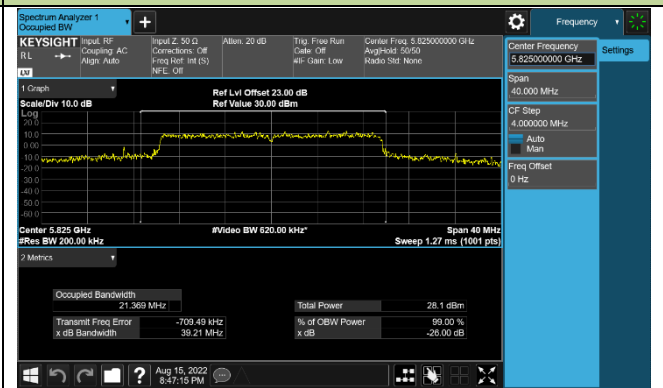 Spectrum Analyzer 1
Occupied BW
Frequency
KEYSIGHT
RL
LXI
Input: RF
Coupling: AC
Align: Auto
Input Z: 50 Ω
Corrections: Off
Freq Ref: Int (S)
NFE: Off
Atten: 20 dB
Trig: Free Run
Gate: Off
#IF Gain: Low
Center Freq: 5.825000000 GHz
Avg|Hold: 50/50
Radio Std: None
Center Frequency
5.825000000 GHz
Settings
Span
40.000 MHz
CF Step
4.000000 MHz
Auto
Man
Freq Offset
0 Hz
1 Graph
Scale/Div 10.0 dB
Ref Lvl Offset 23.00 dB
Ref Value 30.00 dBm
Log
20.0
10.0
0.00
-10.0
-20.0
-30.0
-40.0
-50.0
-60.0
Center 5.825 GHz
#Res BW 200.00 kHz
#Video BW 620.00 kHz*
Span 40 MHz
Sweep 1.27 ms (1001 pts)
2 Metrics
Occupied Bandwidth
21.369 MHz
Total Power 28.1 dBm
Transmit Freq Error -709.49 kHz
% of OBW Power 99.00 %
x dB Bandwidth 39.21 MHz
x dB -26.00 dB
Aug 15, 2022
8:47:15 PM